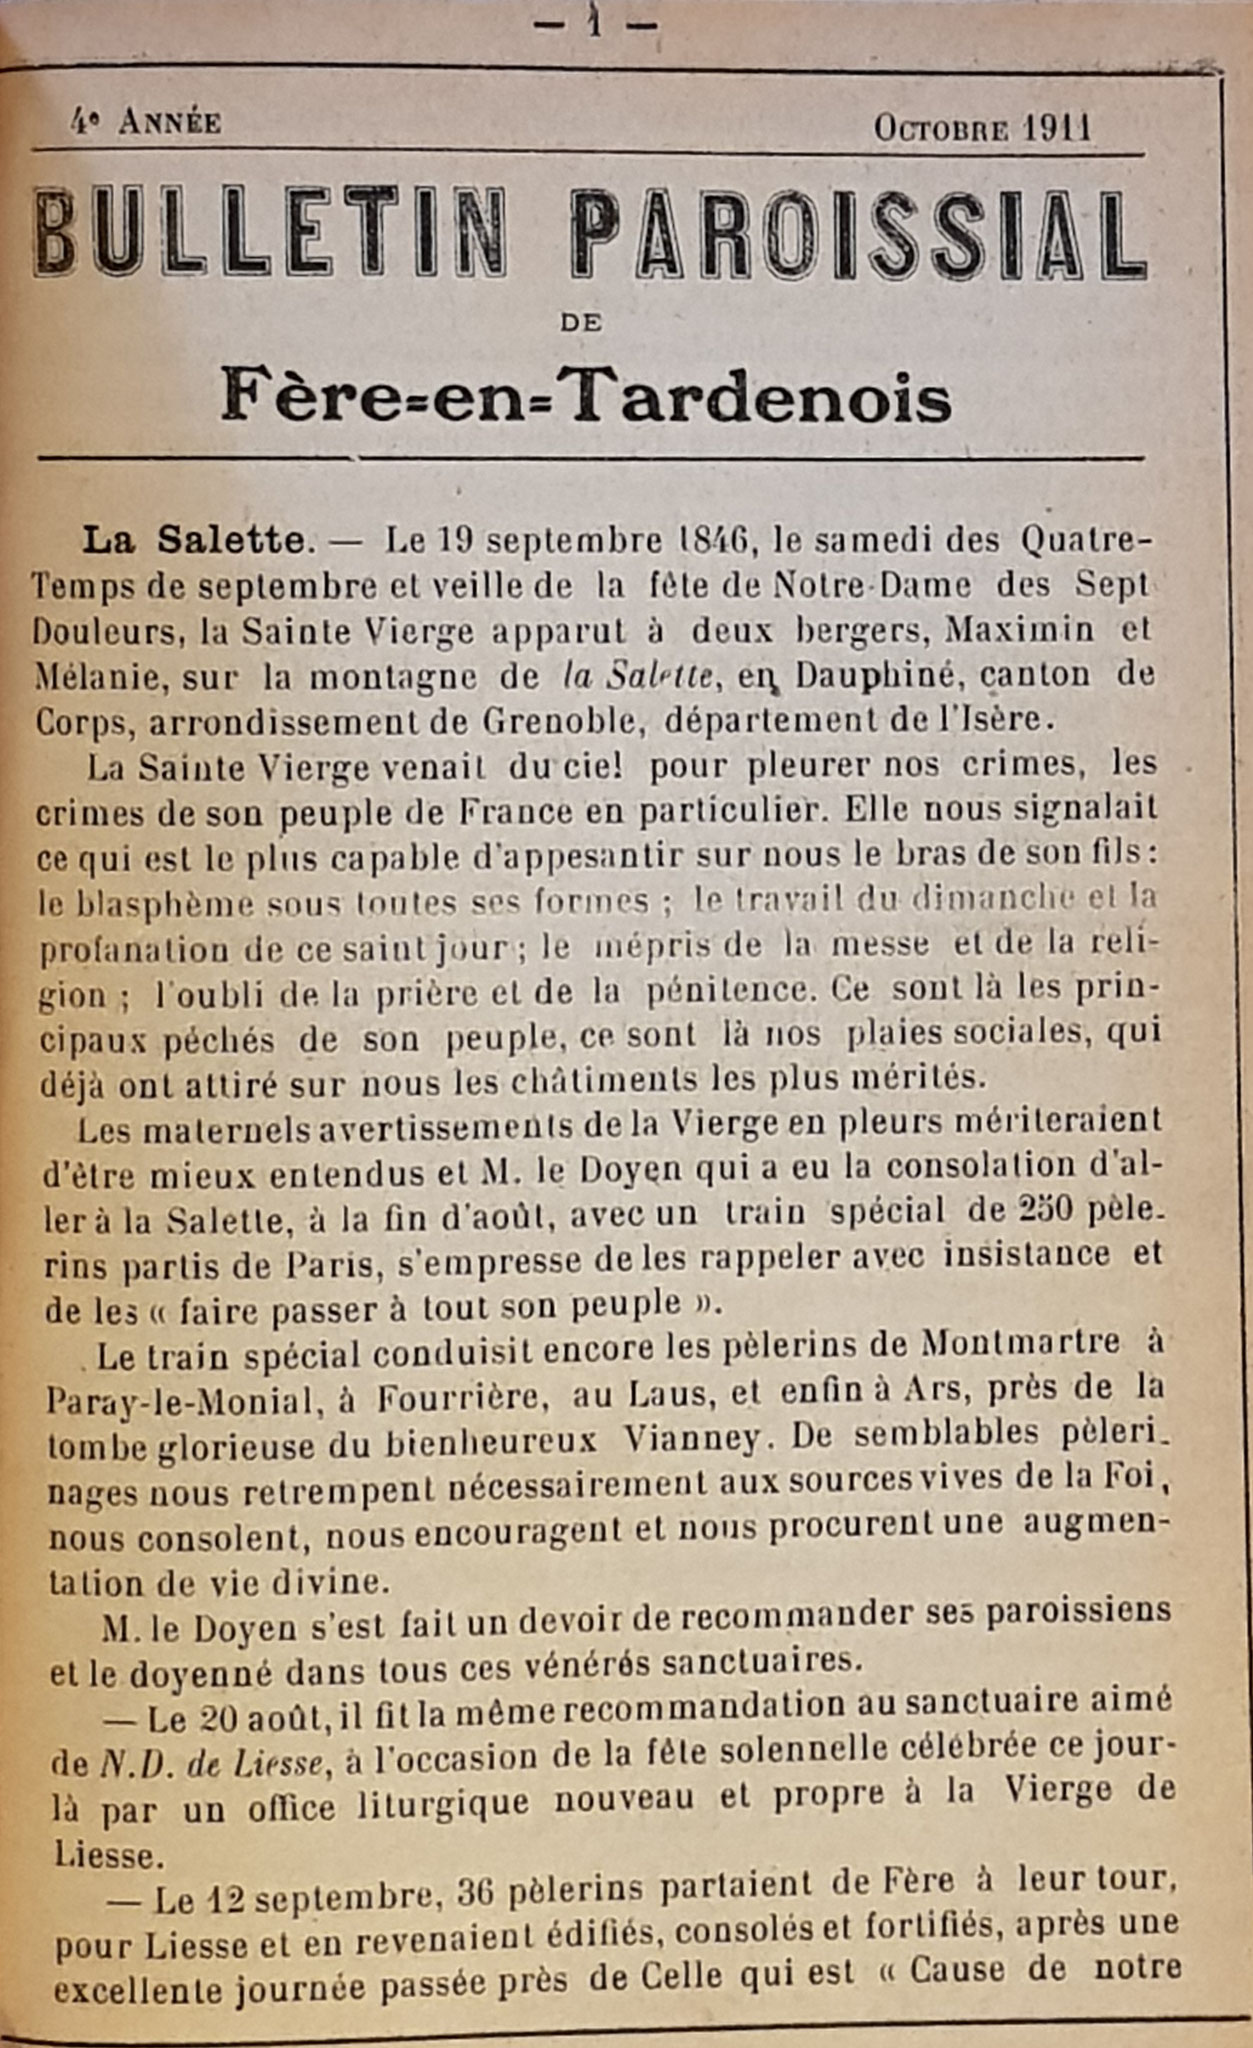 — 1 —
4e ANNÉE
OCTOBRE 1911
BULLETIN PAROISSIAL
DE
Fère=en=Tardenois
La Salette. — Le 19 septembre 1846, le samedi des Quatre-
Temps de septembre et veille de la fête de Notre-Dame des Sept
Douleurs, la Sainte Vierge apparut à deux bergers, Maximin et
Mélanie, sur la montagne de la Salette, en Dauphiné, canton de
Corps, arrondissement de Grenoble, département de l'Isère.
La Sainte Vierge venait du ciel pour pleurer nos crimes, les
crimes de son peuple de France en particulier. Elle nous signalait
ce qui est le plus capable d'appesantir sur nous le bras de son fils :
le blasphème sous toutes ses formes ; le travail du dimanche et la
profanation de ce saint jour ; le mépris de la messe et de la reli-
gion ; l'oubli de la prière et de la pénitence. Ce sont là les prin-
cipaux péchés de son peuple, ce sont là nos plaies sociales, qui
déjà ont attiré sur nous les châtiments les plus mérités.
Les maternels avertissements de la Vierge en pleurs mériteraient
d'être mieux entendus et M. le Doyen qui a eu la consolation d'al-
ler à la Salette, à la fin d'août, avec un train spécial de 250 pèle-
rins partis de Paris, s'empresse de les rappeler avec insistance et
de les « faire passer à tout son peuple ».
Le train spécial conduisit encore les pèlerins de Montmartre à
Paray-le-Monial, à Fourrière, au Laus, et enfin à Ars, près de la
tombe glorieuse du bienheureux Vianney. De semblables pèleri-
nages nous retrempent nécessairement aux sources vives de la Foi,
nous consolent, nous encouragent et nous procurent une augmen-
tation de vie divine.
M. le Doyen s'est fait un devoir de recommander ses paroissiens
et le doyenné dans tous ces vénérés sanctuaires.
— Le 20 août, il fit la même recommandation au sanctuaire aimé
de N.D. de Liesse, à l'occasion de la fête solennelle célébrée ce jour-
là par un office liturgique nouveau et propre à la Vierge de
Liesse.
— Le 12 septembre, 36 pèlerins partaient de Fère à leur tour,
pour Liesse et en revenaient édifiés, consolés et fortifiés, après une
excellente journée passée près de Celle qui est « Cause de notre